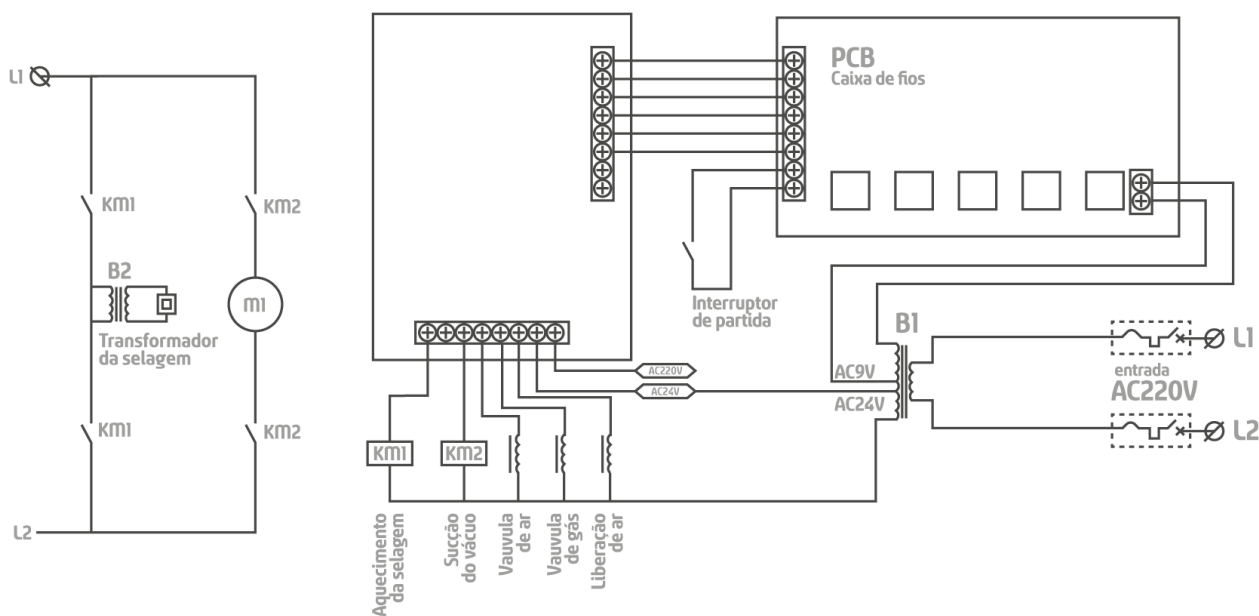 L1
KM1
KM2
B2
Transformador
da selagem
M1
KM1
KM2
L2
PCB
Caixa de fios
Interruptor
de partida
AC220V
AC24V
B1
AC9V
AC24V
L1
entrada
AC220V
L2
KM1
KM2
Aquecimento
da selagem
Sucção
do vácuo
Vauvula
de ar
Vauvula
de gás
Liberação
de ar